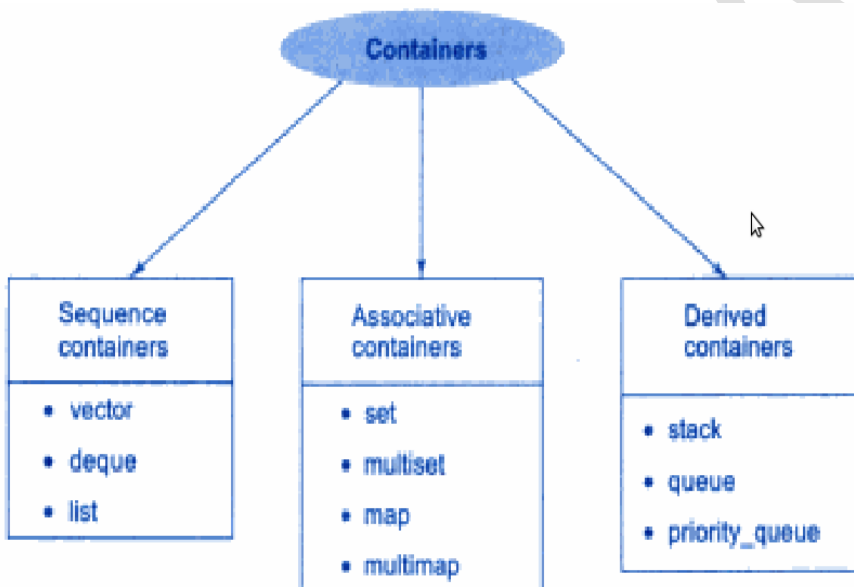 Containers
Sequence
containers
• vector
• deque
• list
Associative
containers
• set
• multiset
• map
• multimap
Derived
containers
• stack
• queue
• priority_queue